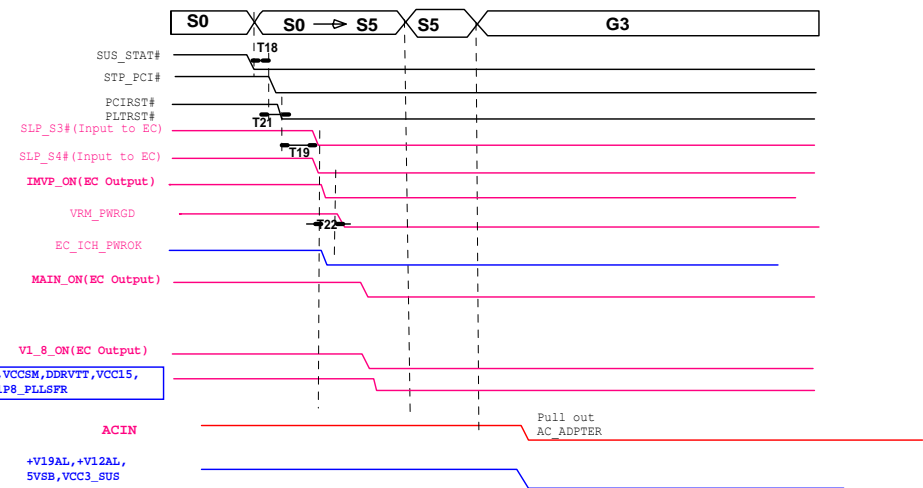 S0
S0 S5
S5
G3
T18
SUS_STAT#
STP_PCI#
PCIRST#
PLTRST#
T21
SLP_S3#(Input to EC)
T19
SLP_S4#(Input to EC)
IMVP_ON(EC Output)
VRM_PWRGD
T22
EC_ICH_PWROK
MAIN_ON(EC Output)
V1_8_ON(EC Output)
,VCCSM,DDRVTT,VCC15,
1P8_PLLSFR
ACIN
Pull out
AC_ADPTER
+V19AL,+V12AL,
5VSB,VCC3_SUS